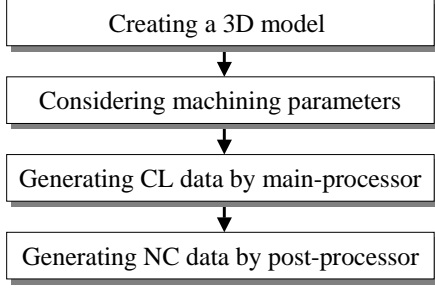 Creating a 3D model
Considering machining parameters
Generating CL data by main-processor
Generating NC data by post-processor